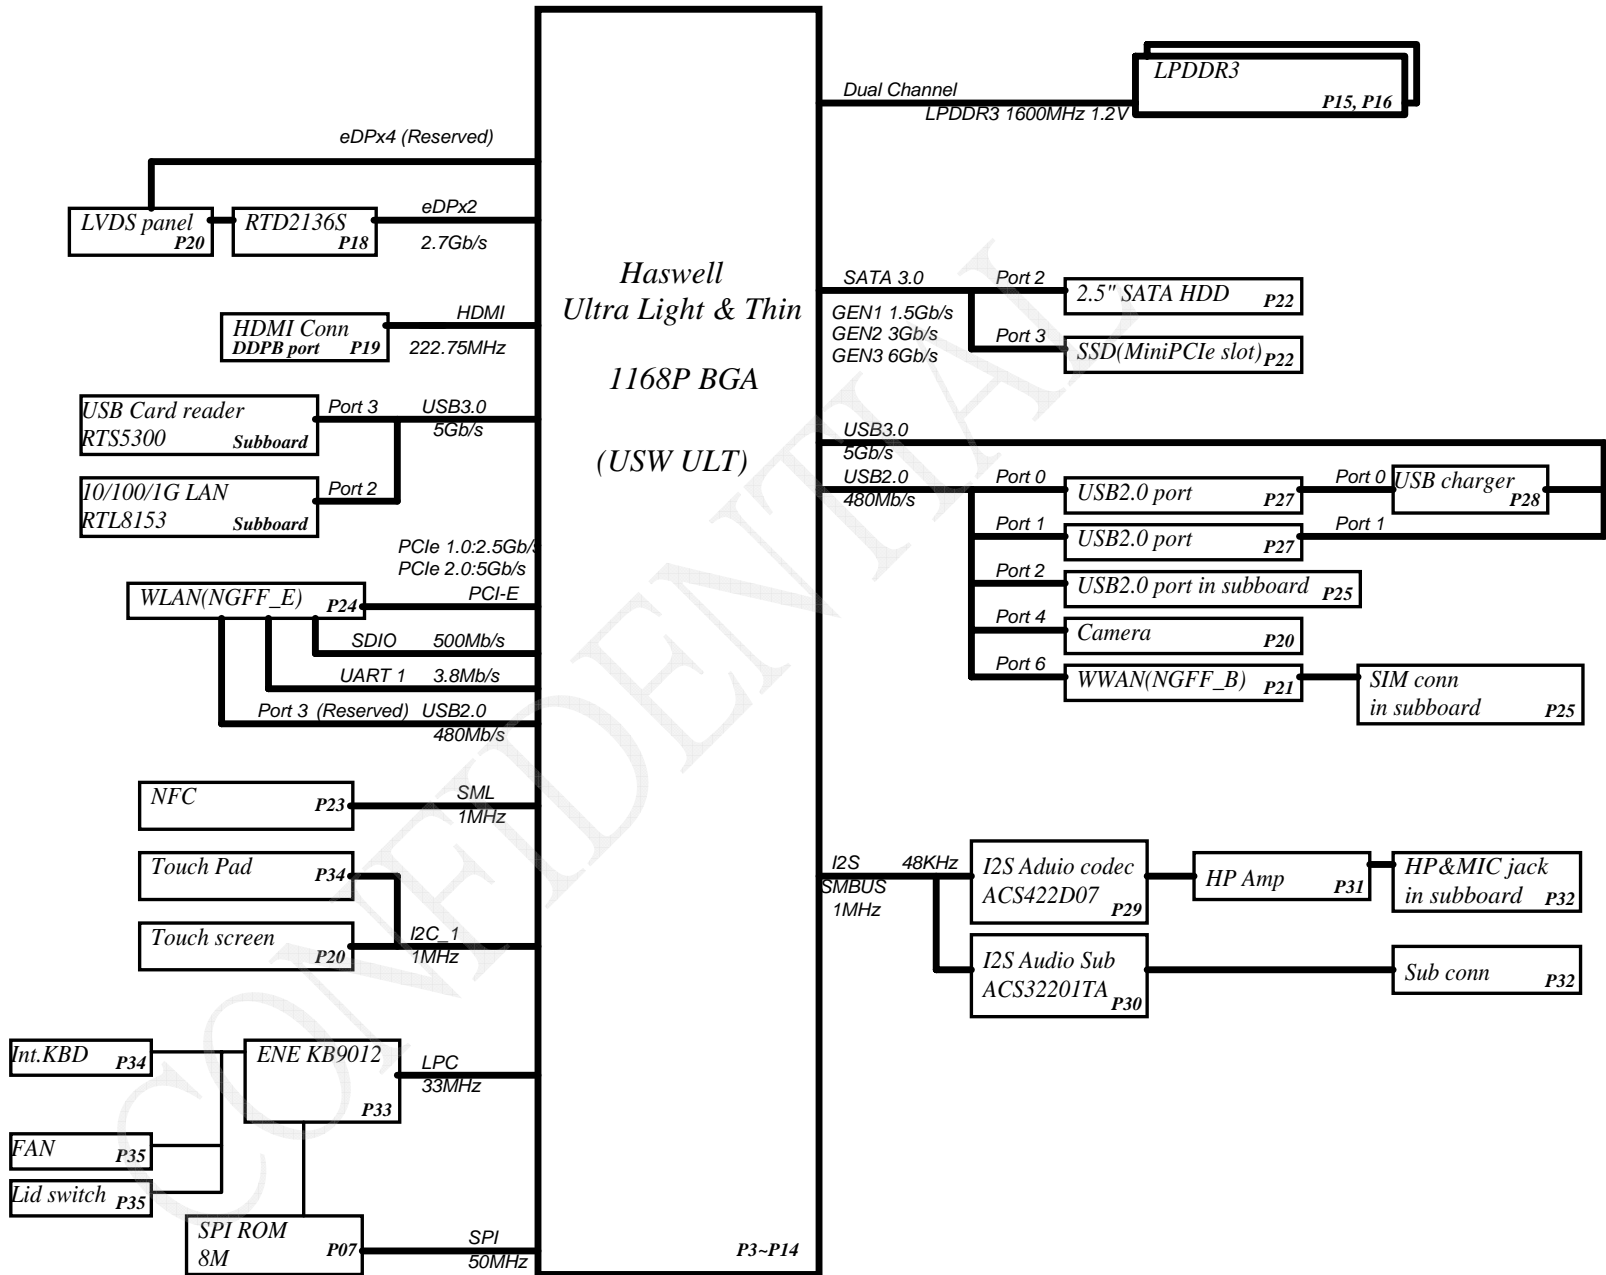 eDPx4 (Reserved)
LVDS panel
P20
RTD2136S
P18
eDPx2
2.7Gb/s
HDMI Conn
DDPB port P19
HDMI
222.75MHz
USB Card reader
RTS5300 Subboard
Port 3
USB3.0
5Gb/s
10/100/1G LAN
RTL8153 Subboard
Port 2
PCIe 1.0:2.5Gb/s
PCIe 2.0:5Gb/s
WLAN(NGFF_E) P24
PCI-E
SDIO 500Mb/s
UART 1 3.8Mb/s
Port 3 (Reserved) USB2.0
480Mb/s
NFC P23
SML
1MHz
Touch Pad
P34
Touch screen
P20
I2C_1
1MHz
Int.KBD P34
ENE KB9012
P33
LPC
33MHz
FAN P35
Lid switch P35
SPI ROM
8M P07
SPI
50MHz
Haswell
Ultra Light & Thin
1168P BGA
(USW ULT)
P3~P14
Dual Channel
LPDDR3 1600MHz 1.2V
LPDDR3
P15, P16
SATA 3.0
GEN1 1.5Gb/s
GEN2 3Gb/s
GEN3 6Gb/s
Port 2
2.5" SATA HDD P22
Port 3
SSD(MiniPCIe slot) P22
USB3.0
5Gb/s
USB2.0
480Mb/s
Port 0
USB2.0 port P27
Port 0
USB charger
P28
Port 1
USB2.0 port P27
Port 1
Port 2
USB2.0 port in subboard P25
Port 4
Camera P20
Port 6
WWAN(NGFF_B) P21
SIM conn
in subboard P25
I2S 48KHz
SMBUS
1MHz
I2S Aduio codec
ACS422D07
P29
HP Amp P31
HP&MIC jack
in subboard P32
I2S Audio Sub
ACS32201TA
P30
Sub conn P32
CONFIDENTIAL